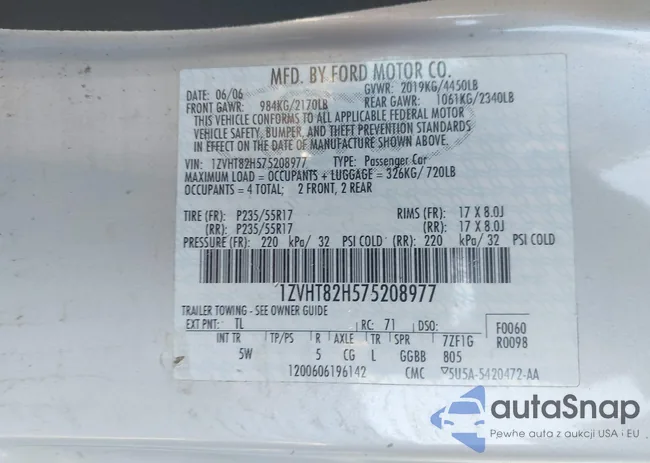 MFD. BY FORD MOTOR CO.
DATE: 06/06 GVWR: 2019KG/4450LB
FRONT GAWR: 984KG/2170LB REAR GAWR: 1061KG/2340LB
THIS VEHICLE CONFORMS TO ALL APPLICABLE FEDERAL MOTOR
VEHICLE SAFETY, BUMPER, AND THEFT PREVENTION STANDARDS
IN EFFECT ON THE DATE OF MANUFACTURE SHOWN ABOVE.
VIN: 1ZVHT82H575208977 TYPE: Passenger Car
MAXIMUM LOAD = OCCUPANTS + LUGGAGE = 326KG/720LB
OCCUPANTS = 4 TOTAL; 2 FRONT, 2 REAR
TIRE (FR): P235/55R17 RIMS (FR): 17 X 8.0J
(RR): P235/55R17 (RR): 17 X 8.0J
PRESSURE (FR): 220 kPa/ 32 PSI COLD (RR): 220 kPa/ 32 PSI COLD
1ZVHT82H575208977
TRAILER TOWING - SEE OWNER GUIDE
EXT PNT: TL RC: 71 DSO: F0060
INT TR TP/PS R AXLE TR SPR 7ZF1G R0098
5W 5 CG L GGBB 805
1200606196142 CMC 5U5A-5420472-AA
autaSnap
Pewne auta z aukcji USA i EU